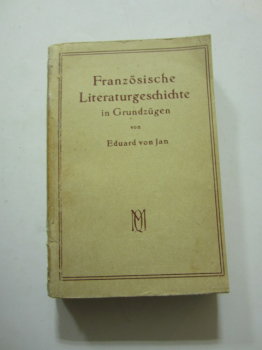 Französische
Literaturgeschichte
in Grundzügen
von
Eduard von Jan